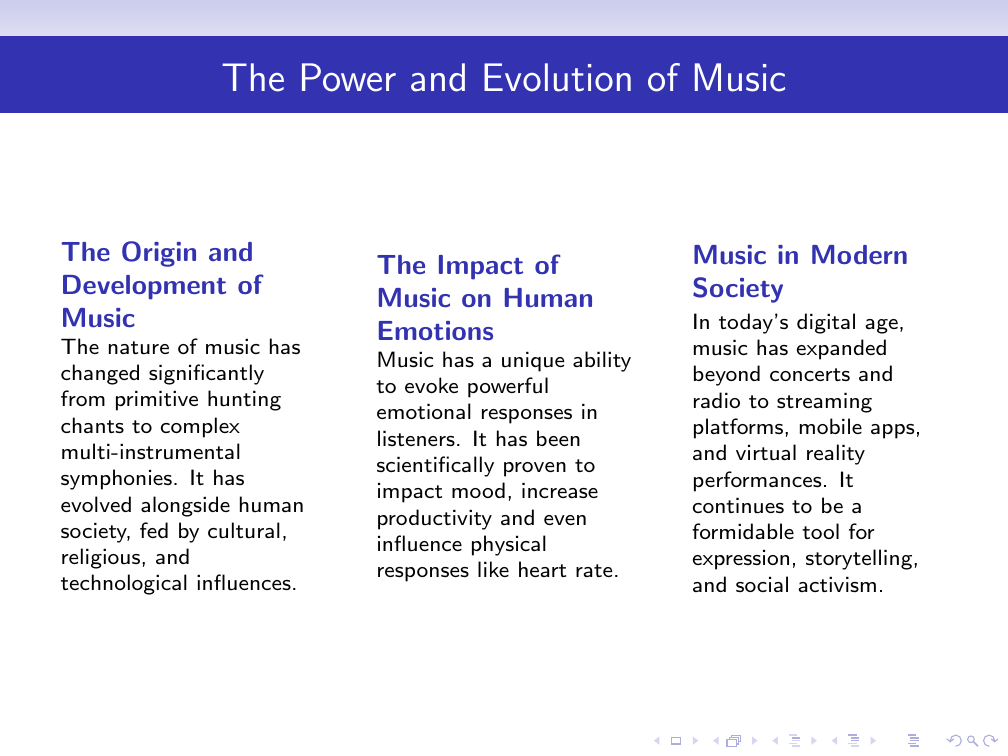 The Power and Evolution of Music
The Origin and
Development of
Music
The nature of music has
changed significantly
from primitive hunting
chants to complex
multi-instrumental
symphonies. It has
evolved alongside human
society, fed by cultural,
religious, and
technological influences.
The Impact of
Music on Human
Emotions
Music has a unique ability
to evoke powerful
emotional responses in
listeners. It has been
scientifically proven to
impact mood, increase
productivity and even
influence physical
responses like heart rate.
Music in Modern
Society
In today's digital age,
music has expanded
beyond concerts and
radio to streaming
platforms, mobile apps,
and virtual reality
performances. It
continues to be a
formidable tool for
expression, storytelling,
and social activism.